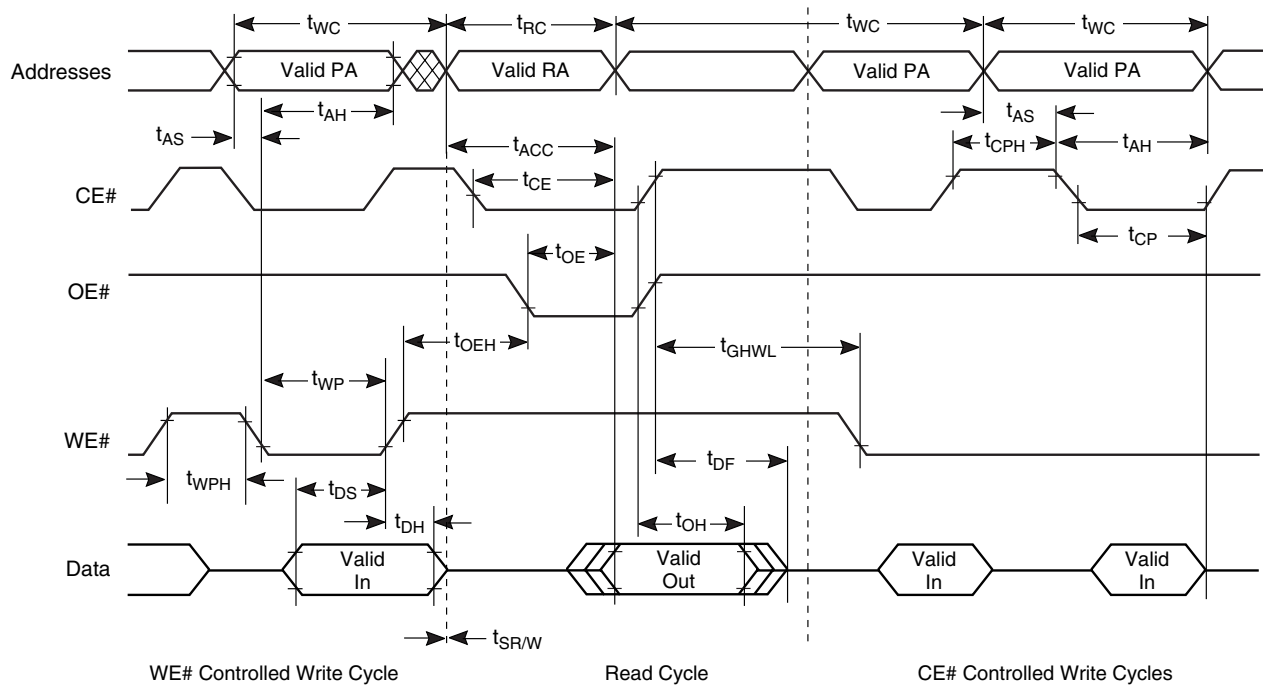 tWC tRC tWC tWC
Addresses Valid PA Valid RA Valid PA Valid PA
tAS tAH tACC tAS
tCPH tAH
CE# tCE
tOE tCP
OE#
tOEH tGHWL
tWP
WE#
tWPH tDS tDF
tDH tOH
Data Valid In Valid Out Valid In Valid In
tSR/W
WE# Controlled Write Cycle Read Cycle CE# Controlled Write Cycles